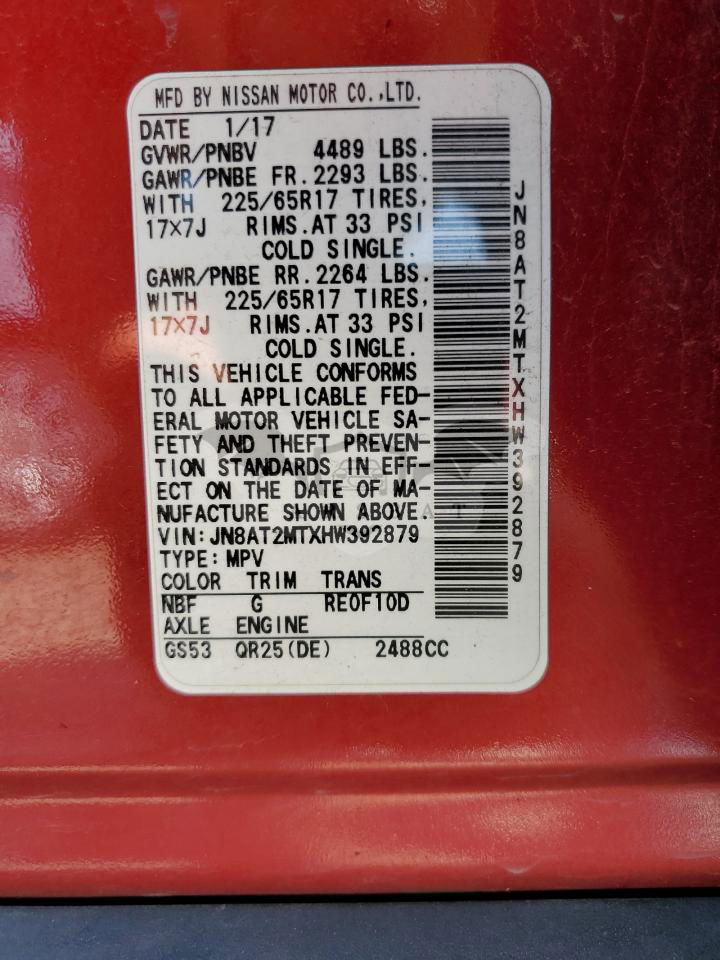 MFD BY NISSAN MOTOR CO.,LTD.
DATE 1/17
GVWR/PNBV 4489 LBS.
GAWR/PNBE FR. 2293 LBS.
WITH 225/65R17 TIRES,
17×7J RIMS. AT 33 PSI
COLD SINGLE.
GAWR/PNBE RR. 2264 LBS.
WITH 225/65R17 TIRES,
17×7J RIMS. AT 33 PSI
COLD SINGLE.
THIS VEHICLE CONFORMS
TO ALL APPLICABLE FED-
ERAL MOTOR VEHICLE SA-
FETY AND THEFT PREVEN-
TION STANDARDS IN EFF-
ECT ON THE DATE OF MA-
NUFACTURE SHOWN ABOVE.
VIN: JN8AT2MTXHW392879
TYPE: MPV
COLOR TRIM TRANS
NBF G RE0F10D
AXLE ENGINE
GS53 QR25(DE) 2488CC
JN8AT2MTXHW392879